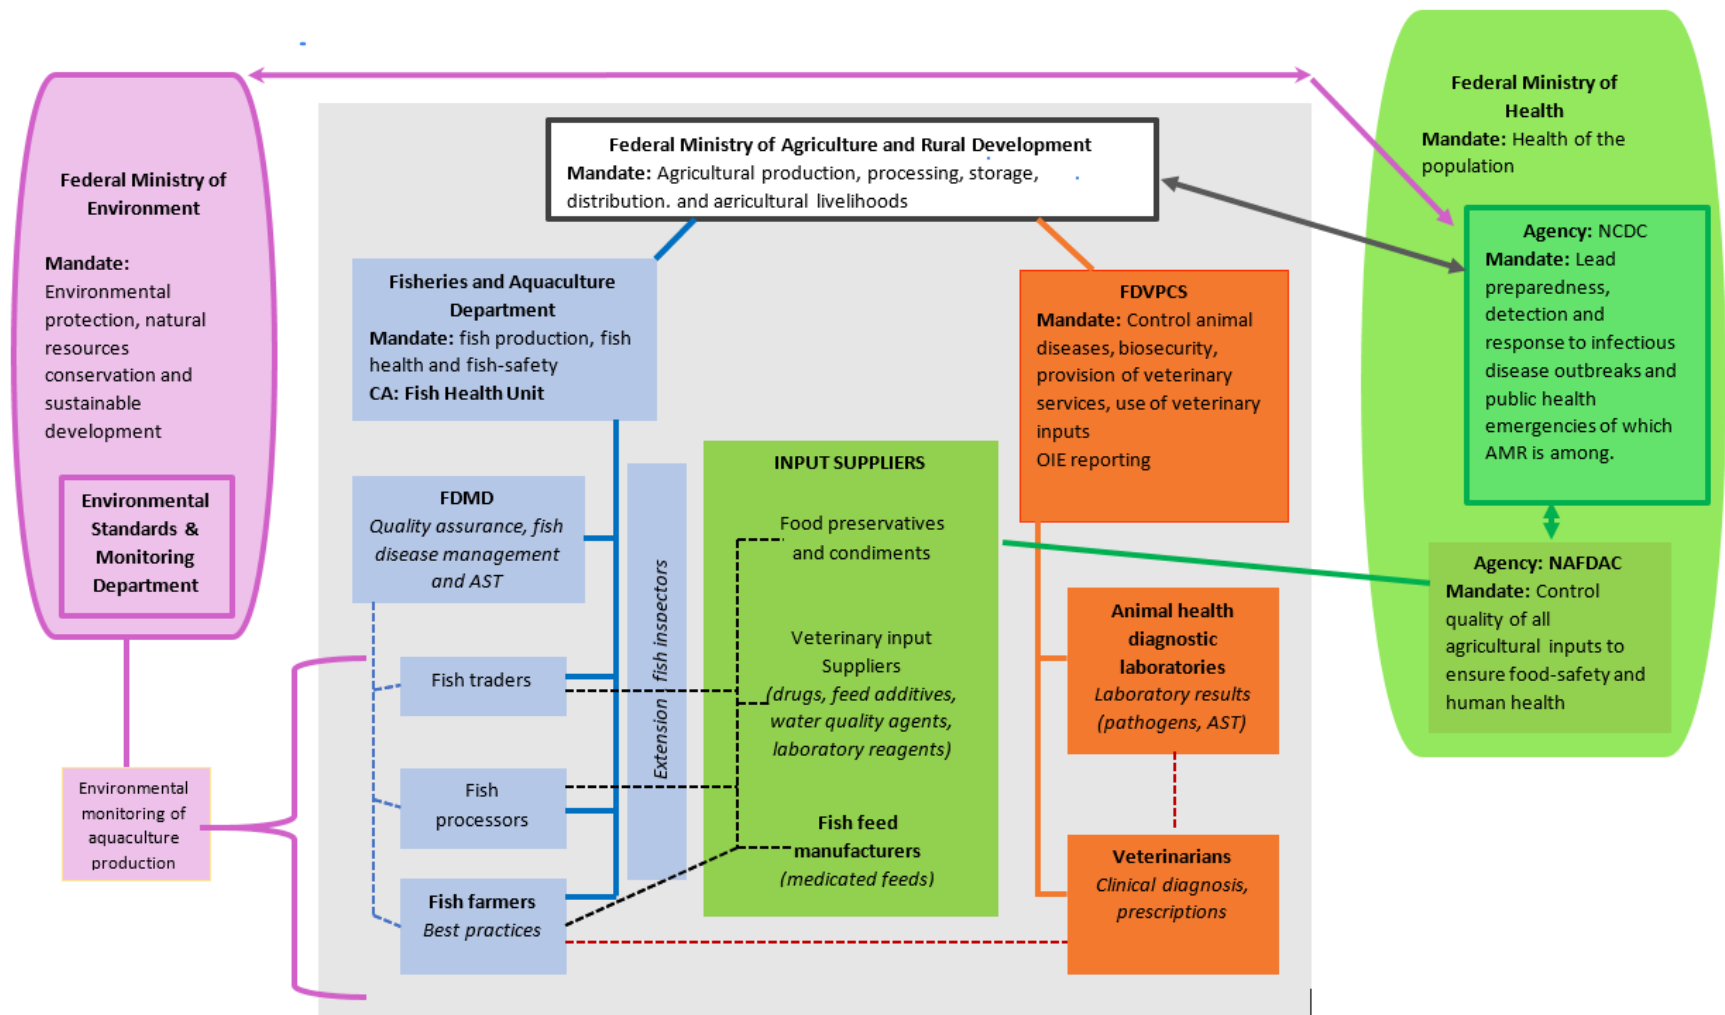 Federal Ministry of
Environment
Mandate:
Environmental
protection, natural
resources
conservation and
sustainable
development
Environmental
Standards &
Monitoring
Department
Environmental
monitoring of
aquaculture
production
Federal Ministry of Agriculture and Rural Development
Mandate: Agricultural production, processing, storage,
distribution. and agricultural livelihoods
Fisheries and Aquaculture
Department
Mandate: fish production, fish
health and fish-safety
CA: Fish Health Unit
FDMD
Quality assurance, fish
disease management
and AST
Fish traders
Fish
processors
Fish farmers
Best practices
Extension , fish inspectors
INPUT SUPPLIERS
Food preservatives
and condiments
Veterinary input
Suppliers
(drugs, feed additives,
water quality agents,
laboratory reagents)
Fish feed
manufacturers
(medicated feeds)
FDVPCS
Mandate: Control animal
diseases, biosecurity,
provision of veterinary
services, use of veterinary
inputs
OIE reporting
Animal health
diagnostic
laboratories
Laboratory results
(pathogens, AST)
Veterinarians
Clinical diagnosis,
prescriptions
Federal Ministry of
Health
Mandate: Health of the
population
Agency: NCDC
Mandate: Lead
preparedness,
detection and
response to infectious
disease outbreaks and
public health
emergencies of which
AMR is among.
Agency: NAFDAC
Mandate: Control
quality of all
agricultural inputs to
ensure food-safety and
human health